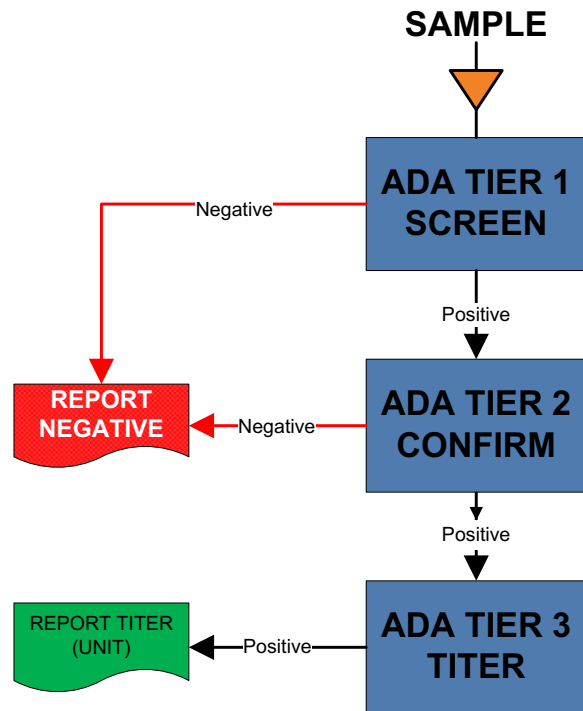 SAMPLE
ADA TIER 1
SCREEN
Negative
Positive
REPORT
NEGATIVE
Negative
ADA TIER 2
CONFIRM
Positive
REPORT TITER
(UNIT)
Positive
ADA TIER 3
TITER